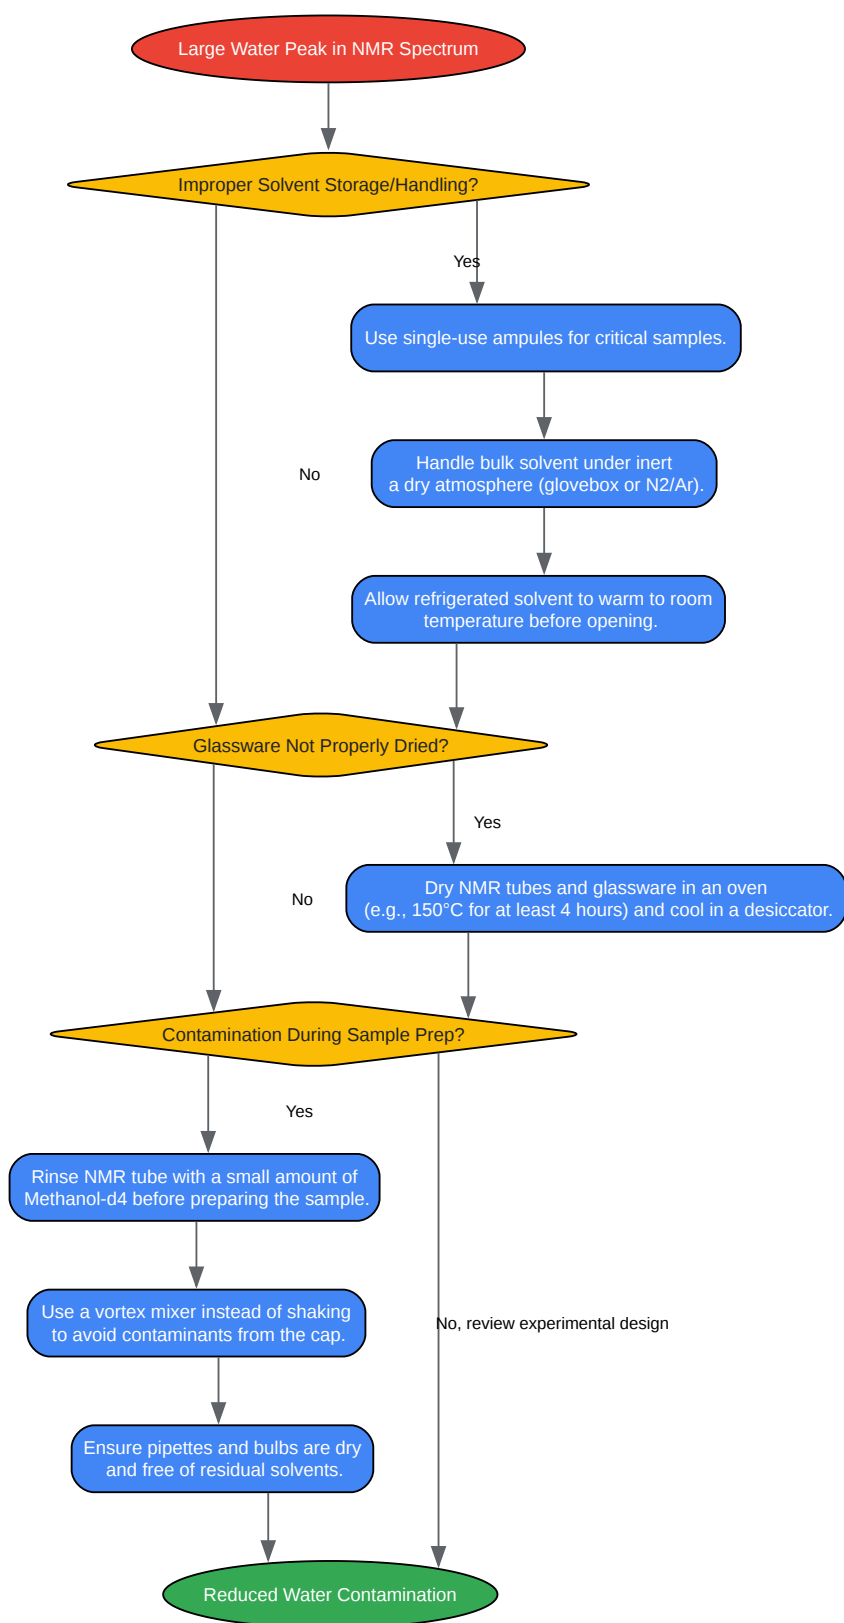 Large Water Peak in NMR Spectrum
Improper Solvent Storage/Handling?
Yes
Use single-use ampules for critical samples.
Handle bulk solvent under inert
a dry atmosphere (glovebox or N2/Ar).
No
Allow refrigerated solvent to warm to room
temperature before opening.
Glassware Not Properly Dried?
Yes
Dry NMR tubes and glassware in an oven
(e.g., 150°C for at least 4 hours) and cool in a desiccator.
No
Contamination During Sample Prep?
Yes
Rinse NMR tube with a small amount of
Methanol-d4 before preparing the sample.
Use a vortex mixer instead of shaking
to avoid contaminants from the cap.
No, review experimental design
Ensure pipettes and bulbs are dry
and free of residual solvents.
Reduced Water Contamination